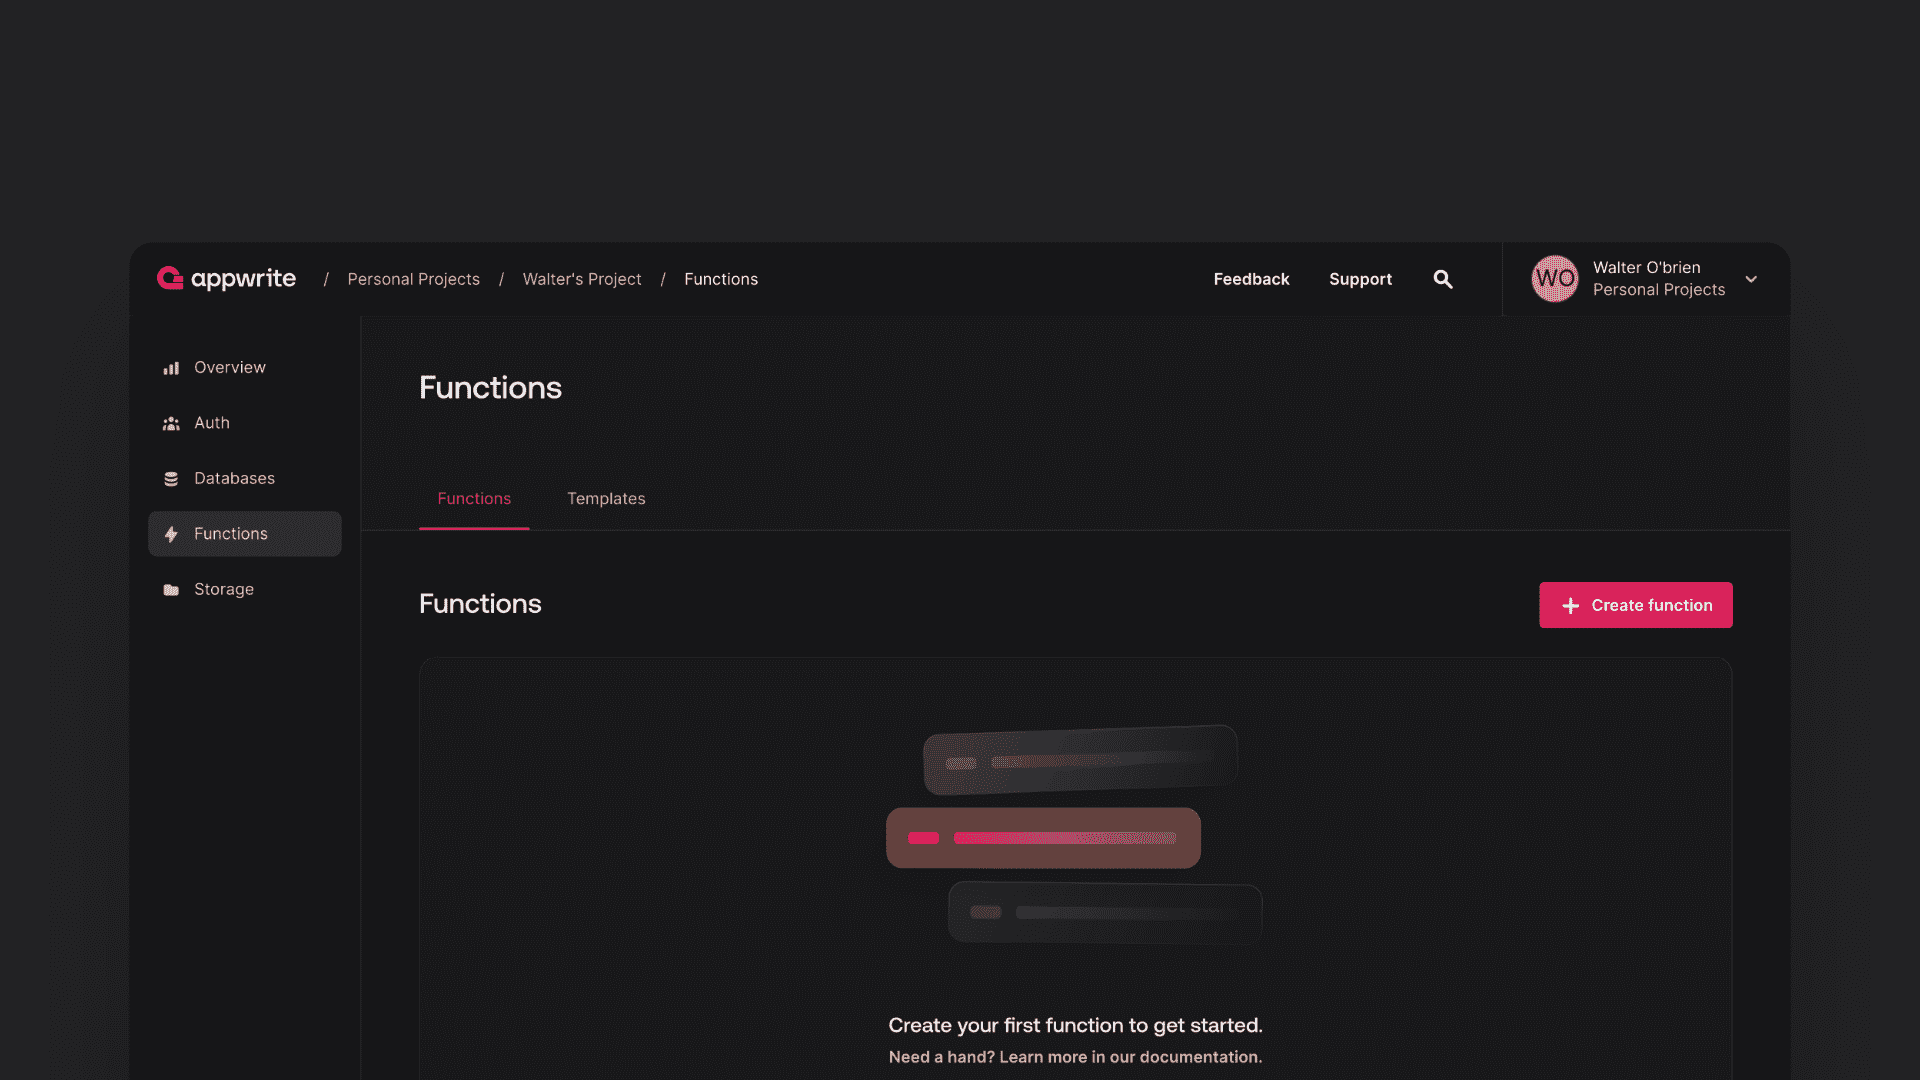 appwrite / Personal Projects / Walter's Project / Functions
Feedback Support
WO
Walter O'brien
Personal Projects
Overview
Auth
Databases
Functions
Storage
Functions
Functions Templates
Functions
Create function
Create your first function to get started.
Need a hand? Learn more in our documentation.